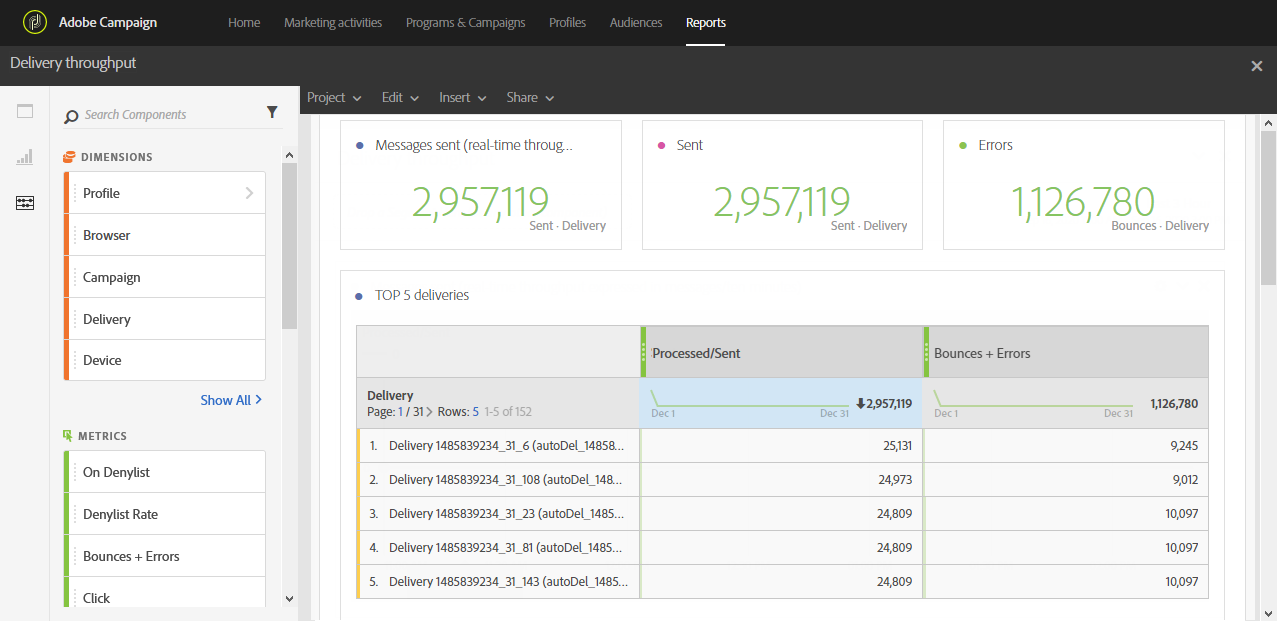 Adobe Campaign Home Marketing activities Programs & Campaigns Profiles Audiences Reports
Delivery throughput
Project Edit Insert Share
Search Components
DIMENSIONS
Profile
Browser
Campaign
Delivery
Device
Show All
METRICS
On Denylist
Denylist Rate
Bounces + Errors
Click
Messages sent (real-time throug...
2,957,119
Sent · Delivery
Sent
2,957,119
Sent · Delivery
Errors
1,126,780
Bounces · Delivery
TOP 5 deliveries
Processed/Sent Bounces + Errors
Delivery
Page: 1 / 31 Rows: 5 1-5 of 152
Dec 1 Dec 31 2,957,119
Dec 1 Dec 31 1,126,780
1. Delivery 1485839234_31_6 (autoDel_14858... 25,131 9,245
2. Delivery 1485839234_31_108 (autoDel_148... 24,973 9,012
3. Delivery 1485839234_31_23 (autoDel_1485... 24,809 10,097
4. Delivery 1485839234_31_81 (autoDel_1485... 24,809 10,097
5. Delivery 1485839234_31_143 (autoDel_1485... 24,809 10,097